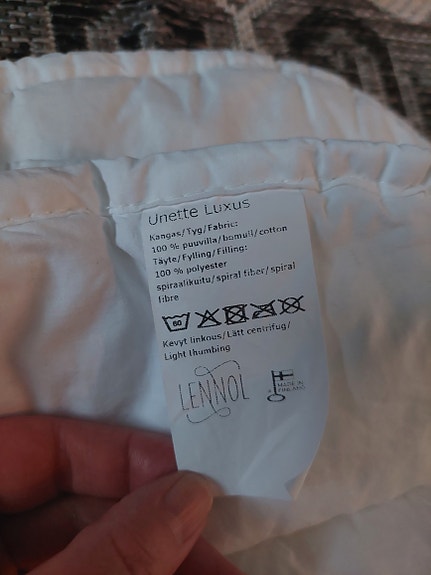 Unette Luxus
Kangas/Tyg/Fabric:
100 % puuvilla/bomull/cotton
Täyte/Fylling/Filling:
100 % polyester
spiraalikuitu/spiral fiber/spiral
fibre
60
Kevyt linkous/Lätt centrifug/
Light thumbing
LENNOL
MADE IN
FINLAND